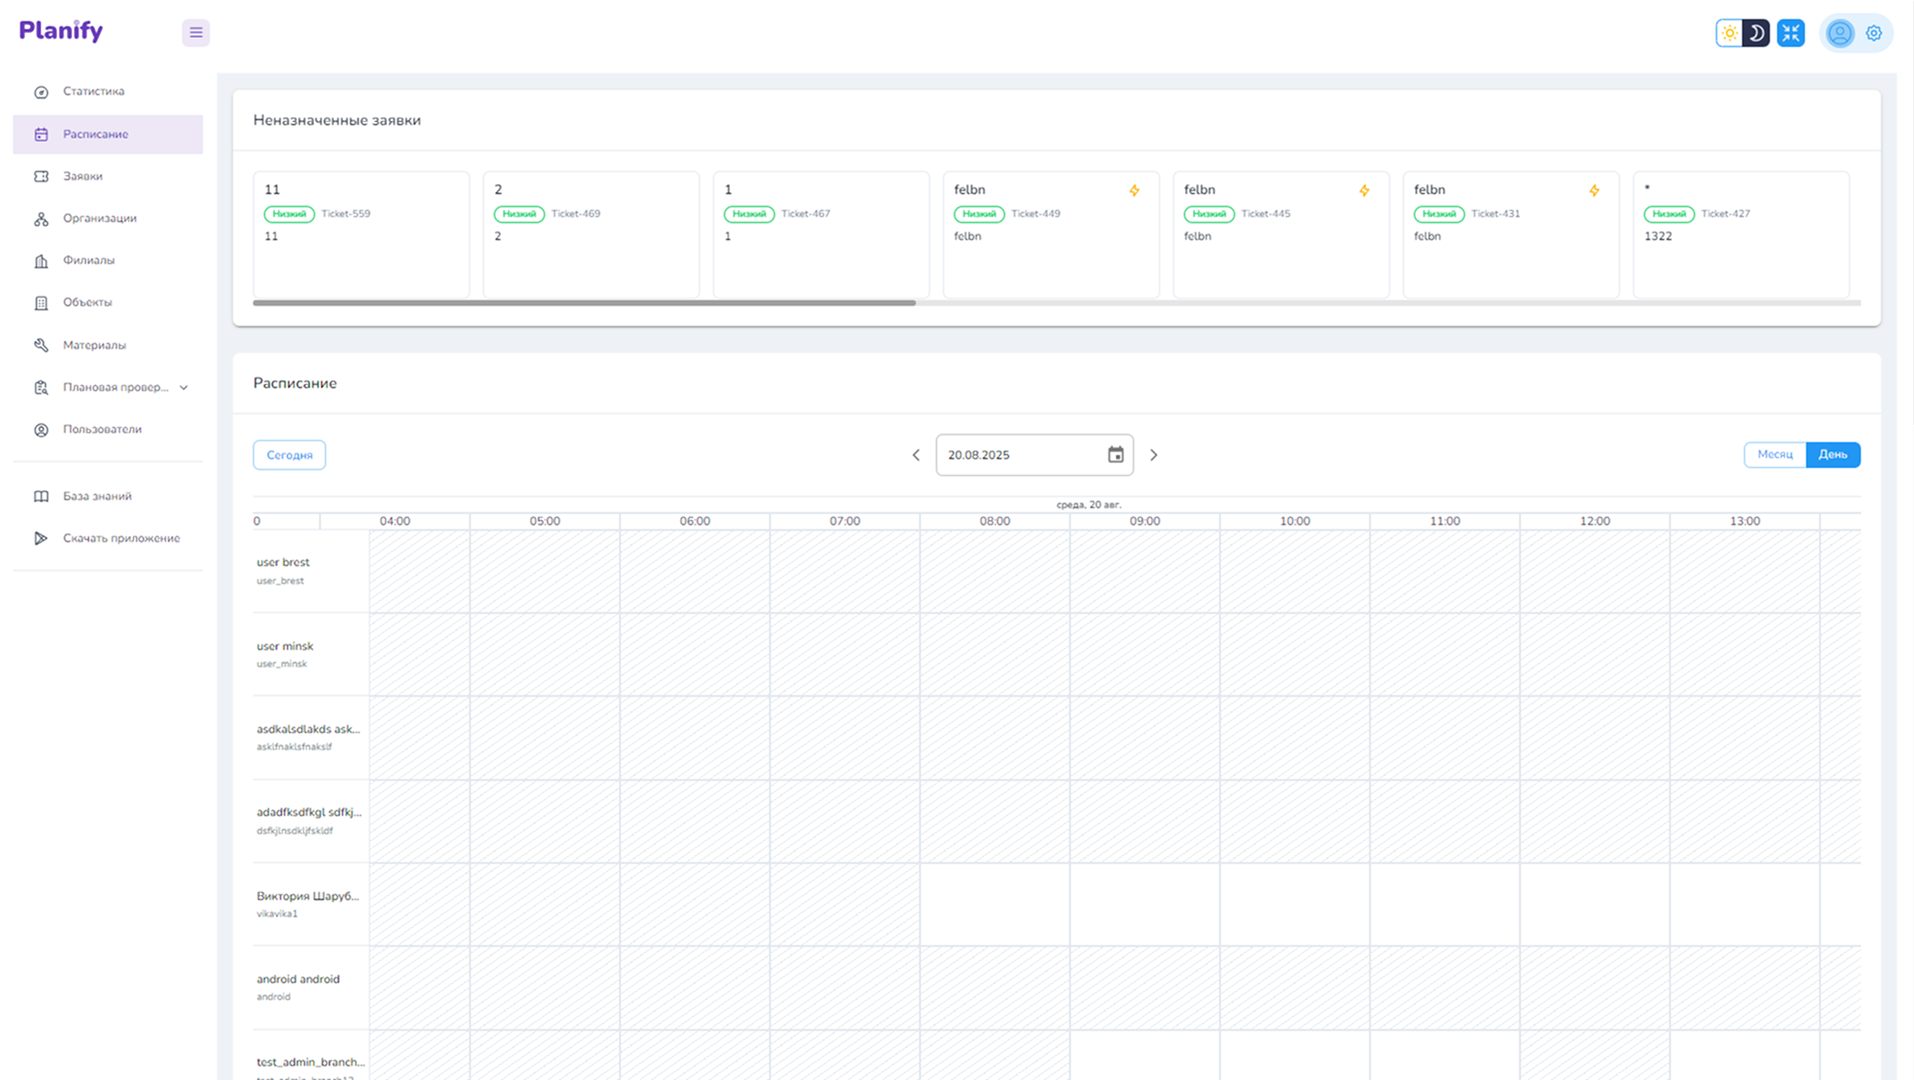 Planify
Статистика
Расписание
Заявки
Организации
Филиалы
Объекты
Материалы
Плановая провер...
Пользователи
База знаний
Скачать приложение
Неназначенные заявки
11
Низкий Ticket-559
11
2
Низкий Ticket-469
2
1
Низкий Ticket-467
1
felbn
Низкий Ticket-449
felbn
felbn
Низкий Ticket-445
felbn
felbn
Низкий Ticket-431
felbn
*
Низкий Ticket-427
1322
Расписание
Сегодня
20.08.2025
Месяц День
среда, 20 авг.
0 04:00 05:00 06:00 07:00 08:00 09:00 10:00 11:00 12:00 13:00
user brest
user_brest
user minsk
user_minsk
asdkalsdlakds ask...
asklfnaklsfnakslf
adadfksdfkgl sdfkj...
dsfkjlnsdkljfskldf
Виктория Шаруб...
vikavika1
android android
android
test_admin_branch...